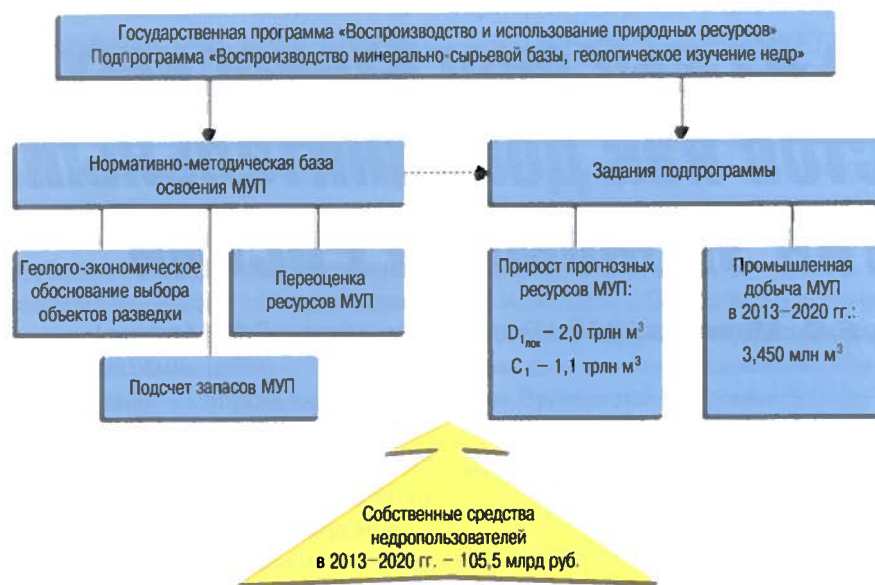 Государственная программа «Воспроизводство и использование природных ресурсов»
Подпрограмма «Воспроизводство минерально-сырьевой базы, геологическое изучение недр»
Нормативно-методическая база
освоения МУП
Задания подпрограммы
Геолого-экономическое
обоснование выбора
объектов разведки
Переоценка
ресурсов МУП
Подсчет запасов МУП
Прирост прогнозных
ресурсов МУП:
D₁лок – 2,0 трлн м³
C₁ – 1,1 трлн м³
Промышленная
добыча МУП
в 2013–2020 гг.:
3,450 млн м³
Собственные средства
недропользователей
в 2013–2020 гг. – 105,5 млрд руб.